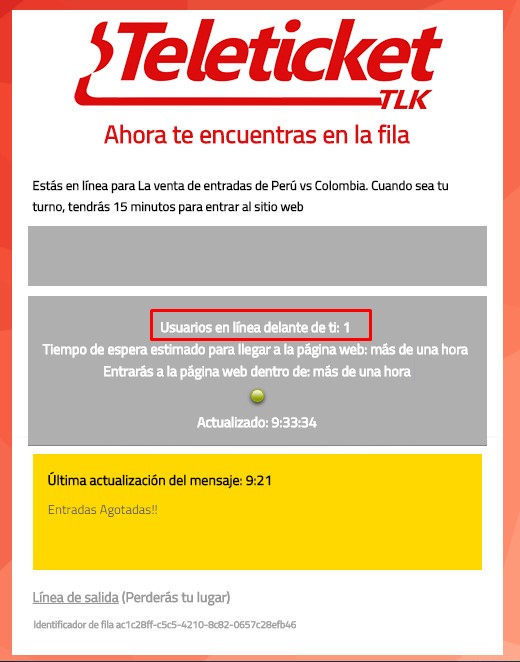 Teleticket
TLK
Ahora te encuentras en la fila
Estás en línea para La venta de entradas de Perú vs Colombia. Cuando sea tu
turno, tendrás 15 minutos para entrar al sitio web
Usuarios en línea delante de ti: 1
Tiempo de espera estimado para llegar a la página web: más de una hora
Entrarás a la página web dentro de: más de una hora
Actualizado: 9:33:34
Última actualización del mensaje: 9:21
Entradas Agotadas!!
Línea de salida (Perderás tu lugar)
Identificador de fila ac1c28ff-c5c5-4210-8c82-0657c28efb46